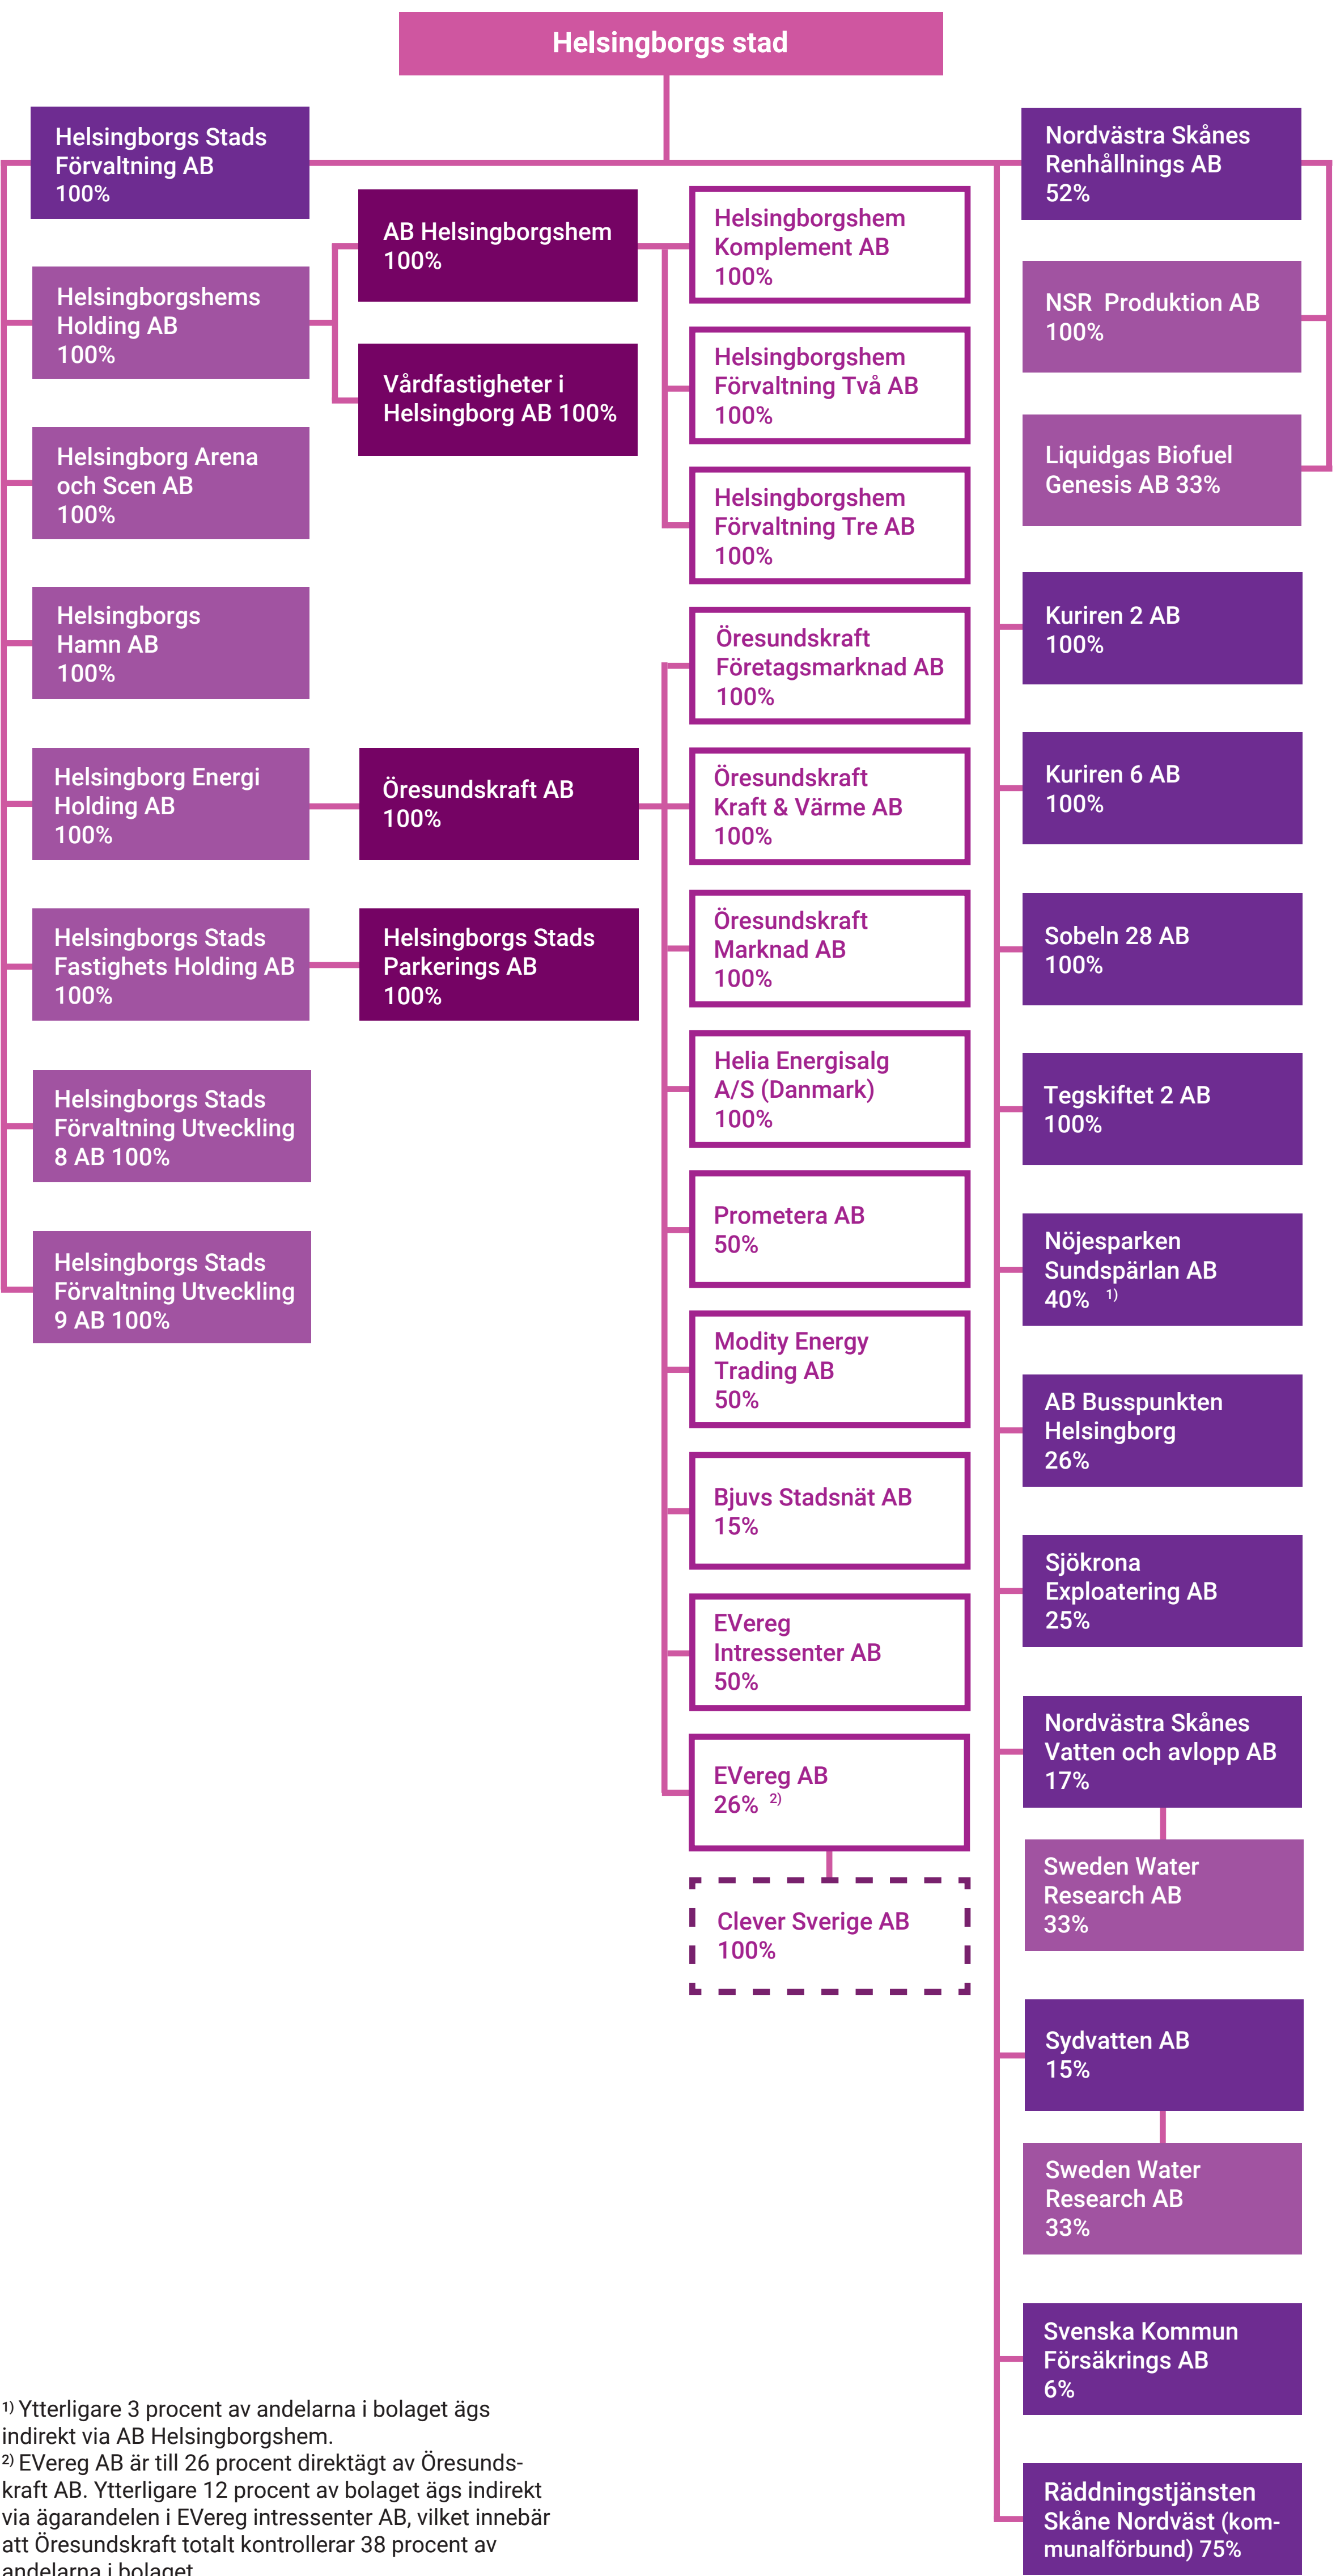 Helsingborgs stad
Helsingborgs Stads
Förvaltning AB
100%
Helsingborgshems
Holding AB
100%
Helsingborg Arena
och Scen AB
100%
Helsingborgs
Hamn AB
100%
Helsingborg Energi
Holding AB
100%
Helsingborgs Stads
Fastighets Holding AB
100%
Helsingborgs Stads
Förvaltning Utveckling
8 AB 100%
Helsingborgs Stads
Förvaltning Utveckling
9 AB 100%
AB Helsingborgshem
100%
Vårdfastigheter i
Helsingborg AB 100%
Öresundskraft AB
100%
Helsingborgs Stads
Parkerings AB
100%
Helsingborgshem
Komplement AB
100%
Helsingborgshem
Förvaltning Två AB
100%
Helsingborgshem
Förvaltning Tre AB
100%
Öresundskraft
Företagsmarknad AB
100%
Öresundskraft
Kraft & Värme AB
100%
Öresundskraft
Marknad AB
100%
Helia Energisalg
A/S (Danmark)
100%
Prometera AB
50%
Modity Energy
Trading AB
50%
Bjuvs Stadsnät AB
15%
EVereg
Intressenter AB
50%
EVereg AB
26% 2)
Clever Sverige AB
100%
Nordvästra Skånes
Renhållnings AB
52%
NSR Produktion AB
100%
Liquidgas Biofuel
Genesis AB 33%
Kuriren 2 AB
100%
Kuriren 6 AB
100%
Sobeln 28 AB
100%
Tegskiftet 2 AB
100%
Nöjesparken
Sundspärlan AB
40% 1)
AB Busspunkten
Helsingborg
26%
Sjökrona
Exploatering AB
25%
Nordvästra Skånes
Vatten och avlopp AB
17%
Sweden Water
Research AB
33%
Sydvatten AB
15%
Sweden Water
Research AB
33%
Svenska Kommun
Försäkrings AB
6%
Räddningstjänsten
Skåne Nordväst (kom-
munalförbund) 75%
1) Ytterligare 3 procent av andelarna i bolaget ägs
indirekt via AB Helsingborgshem.
2) EVereg AB är till 26 procent direktägt av Öresunds-
kraft AB. Ytterligare 12 procent av bolaget ägs indirekt
via ägarandelen i EVereg intressenter AB, vilket innebär
att Öresundskraft totalt kontrollerar 38 procent av
andelarna i bolaget